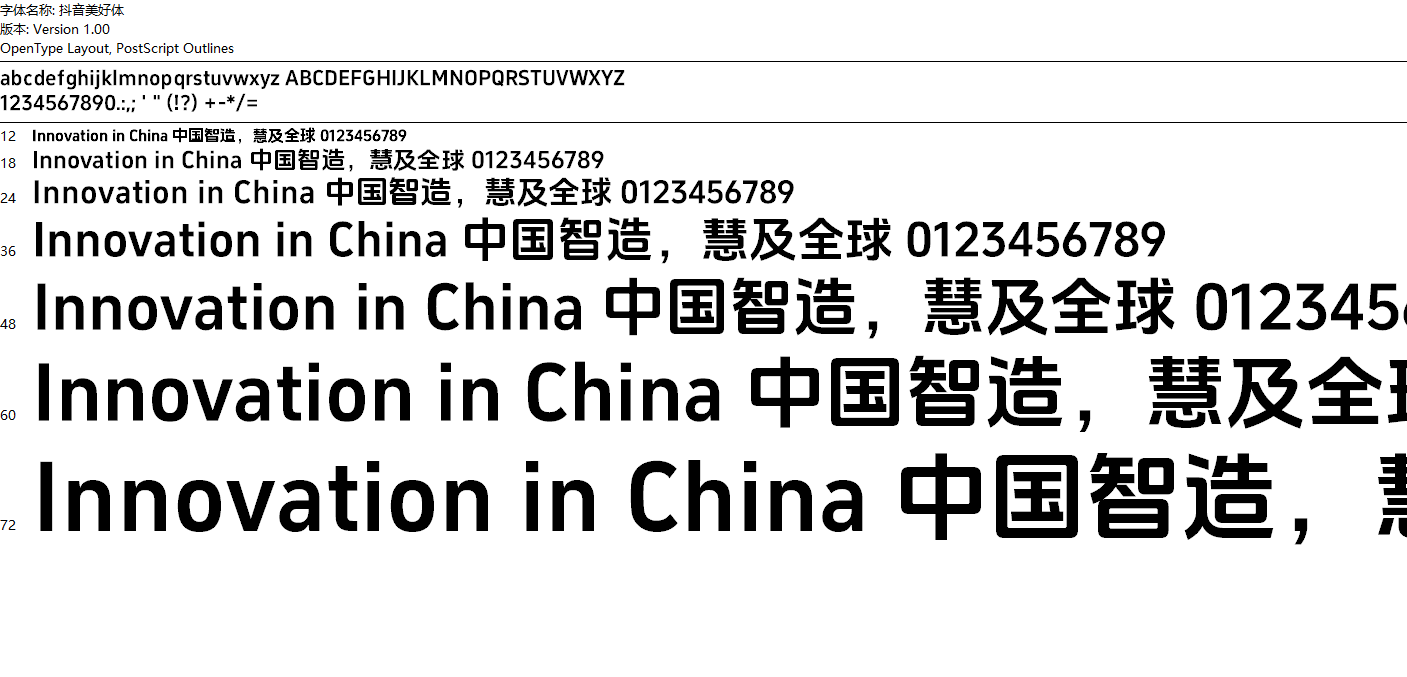 字体名称: 抖音美好体
版本: Version 1.00
OpenType Layout, PostScript Outlines
abcdefghijklmnopqrstuvwxyz ABCDEFGHIJKLMNOPQRSTUVWXYZ
1234567890.:,; ' " (!?) +-*/=
12 Innovation in China 中国智造，慧及全球 0123456789
18 Innovation in China 中国智造，慧及全球 0123456789
24 Innovation in China 中国智造，慧及全球 0123456789
36 Innovation in China 中国智造，慧及全球 0123456789
48 Innovation in China 中国智造，慧及全球 0123456
60 Innovation in China 中国智造，慧及全球
72 Innovation in China 中国智造，慧